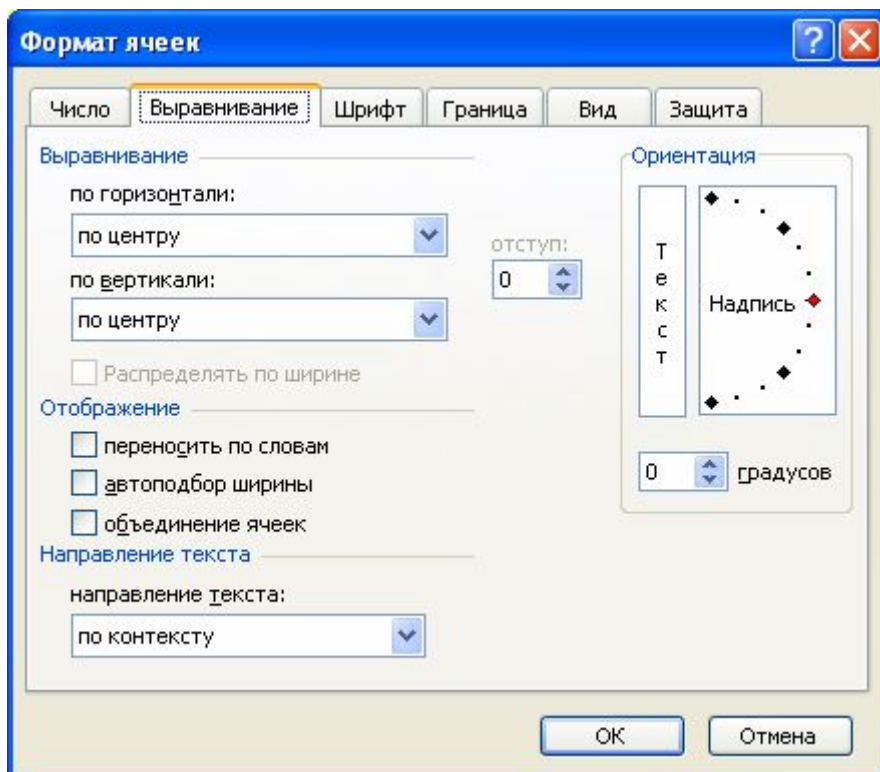 Формат ячеек
Число
Выравнивание
Шрифт
Граница
Вид
Защита
Выравнивание
по горизонтали:
по центру
отступ:
0
по вертикали:
по центру
Распределять по ширине
Отображение
переносить по словам
автоподбор ширины
объединение ячеек
Направление текста
направление текста:
по контексту
Ориентация
Текст
Надпись
0 градусов
ОК
Отмена